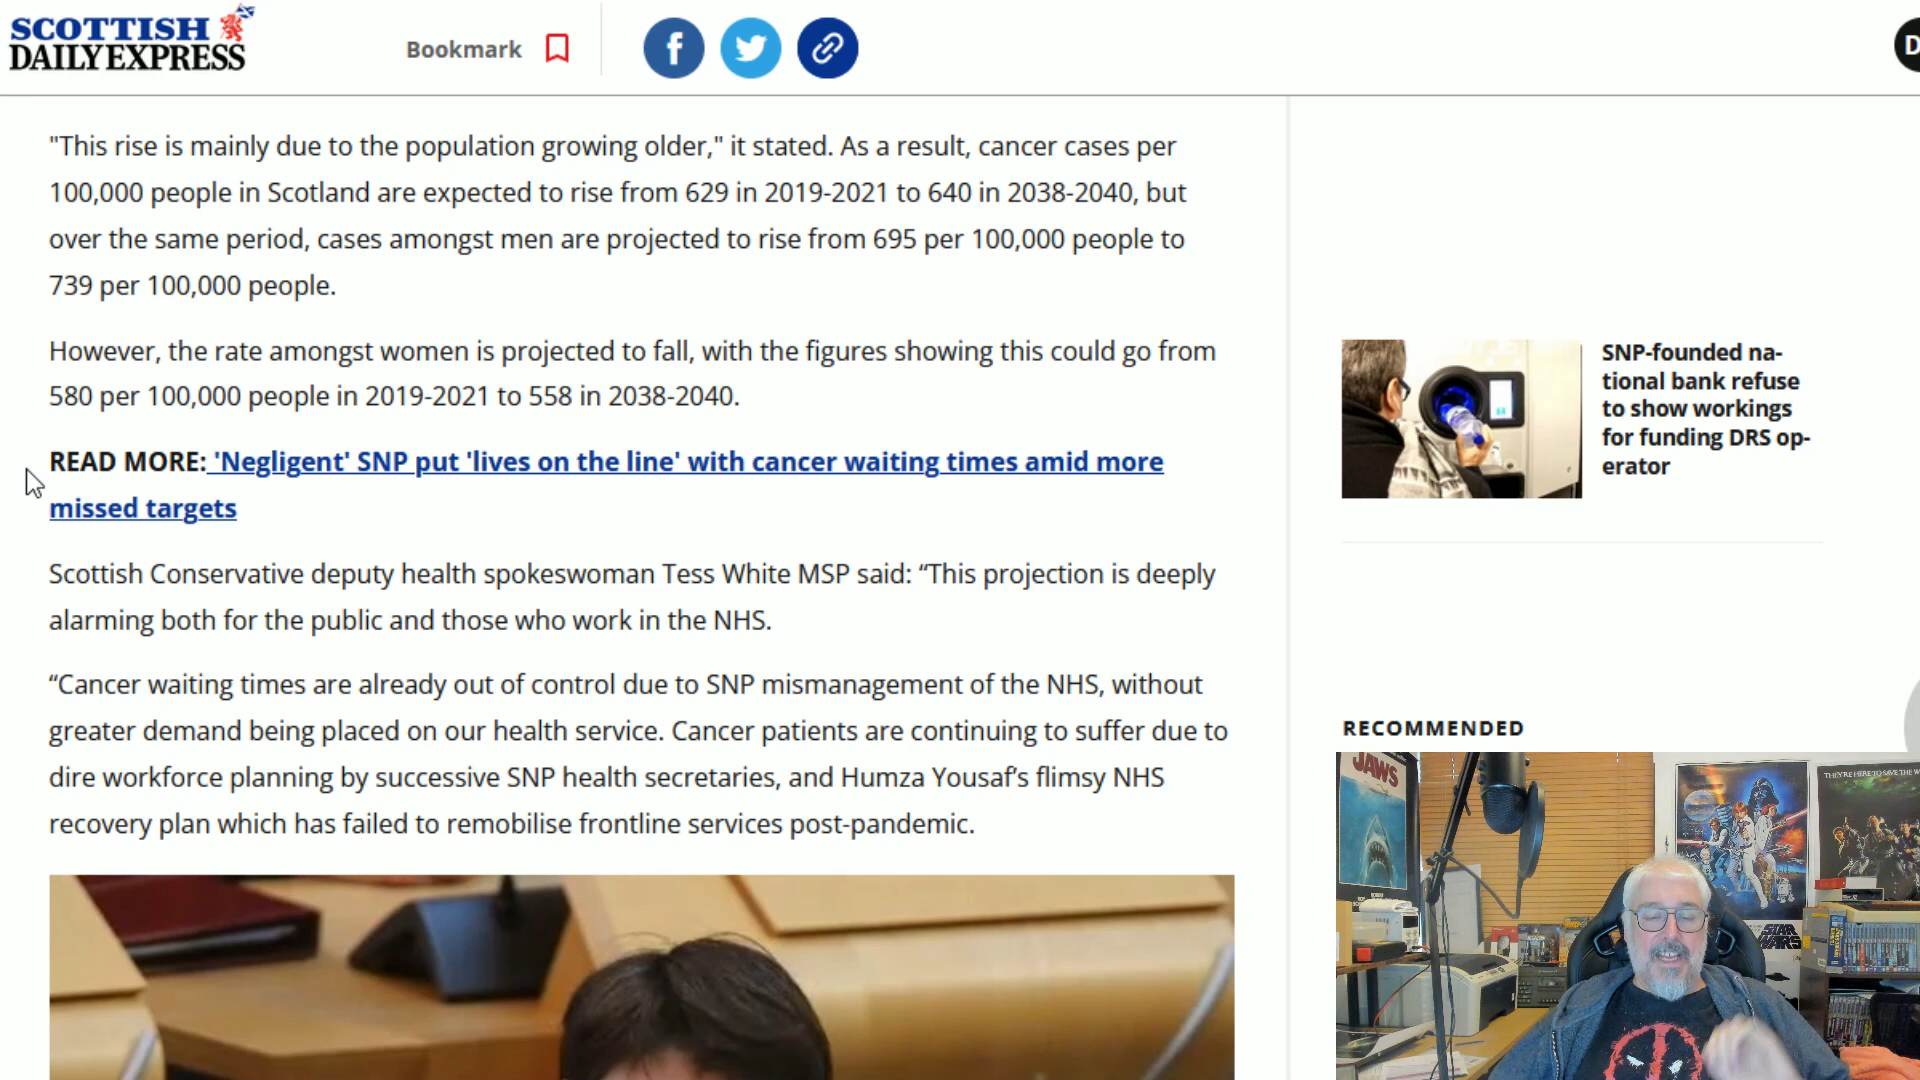 SCOTTISH
DAILY EXPRESS
Bookmark
"This rise is mainly due to the population growing older," it stated. As a result, cancer cases per
100,000 people in Scotland are expected to rise from 629 in 2019-2021 to 640 in 2038-2040, but
over the same period, cases amongst men are projected to rise from 695 per 100,000 people to
739 per 100,000 people.
However, the rate amongst women is projected to fall, with the figures showing this could go from
580 per 100,000 people in 2019-2021 to 558 in 2038-2040.
READ MORE: 'Negligent' SNP put 'lives on the line' with cancer waiting times amid more
missed targets
Scottish Conservative deputy health spokeswoman Tess White MSP said: “This projection is deeply
alarming both for the public and those who work in the NHS.
“Cancer waiting times are already out of control due to SNP mismanagement of the NHS, without
greater demand being placed on our health service. Cancer patients are continuing to suffer due to
dire workforce planning by successive SNP health secretaries, and Humza Yousaf’s flimsy NHS
recovery plan which has failed to remobilise frontline services post-pandemic.
SNP-founded na-
tional bank refuse
to show workings
for funding DRS op-
erator
RECOMMENDED
JAWS
THEY'RE HERE TO SAVE THE W
STAR
WARS